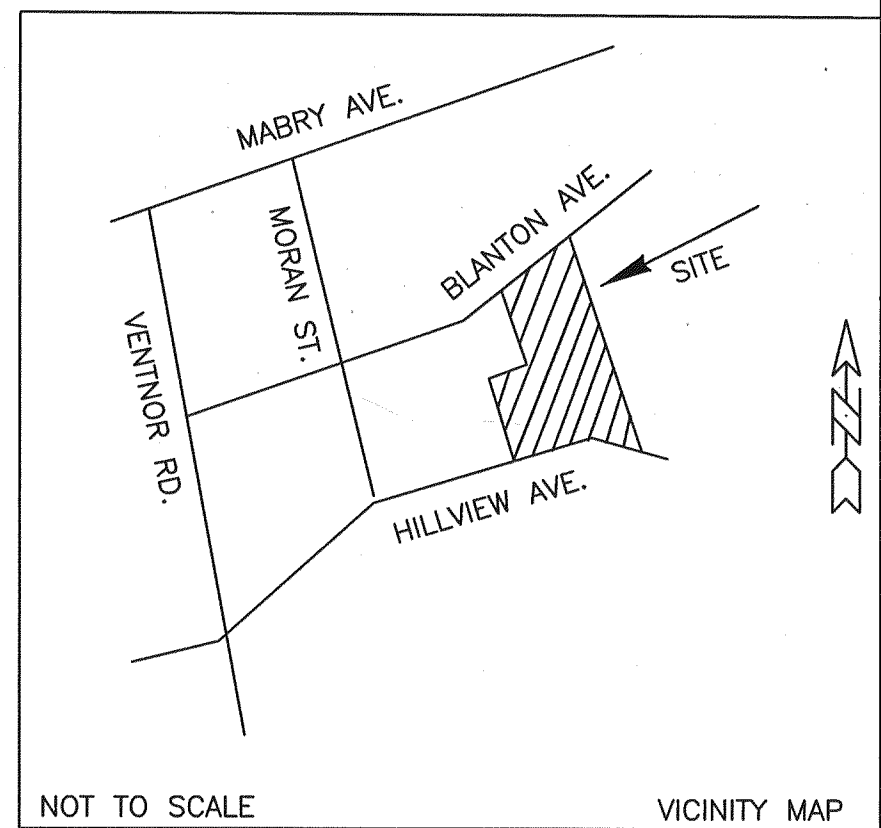 MABRY AVE.
MORAN ST.
BLANTON AVE.
SITE
VENTNOR RD.
N
HILLVIEW AVE.
NOT TO SCALE
VICINITY MAP